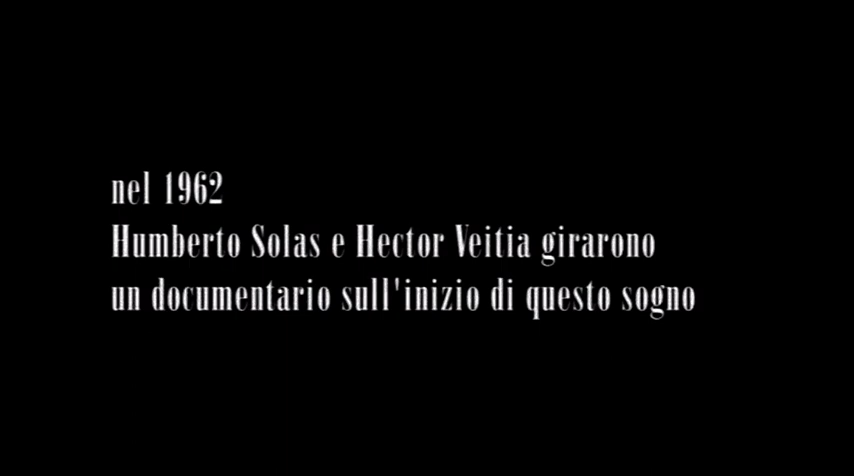 nel 1962
Humberto Solas e Hector Veitia girarono
un documentario sull'inizio di questo sogno